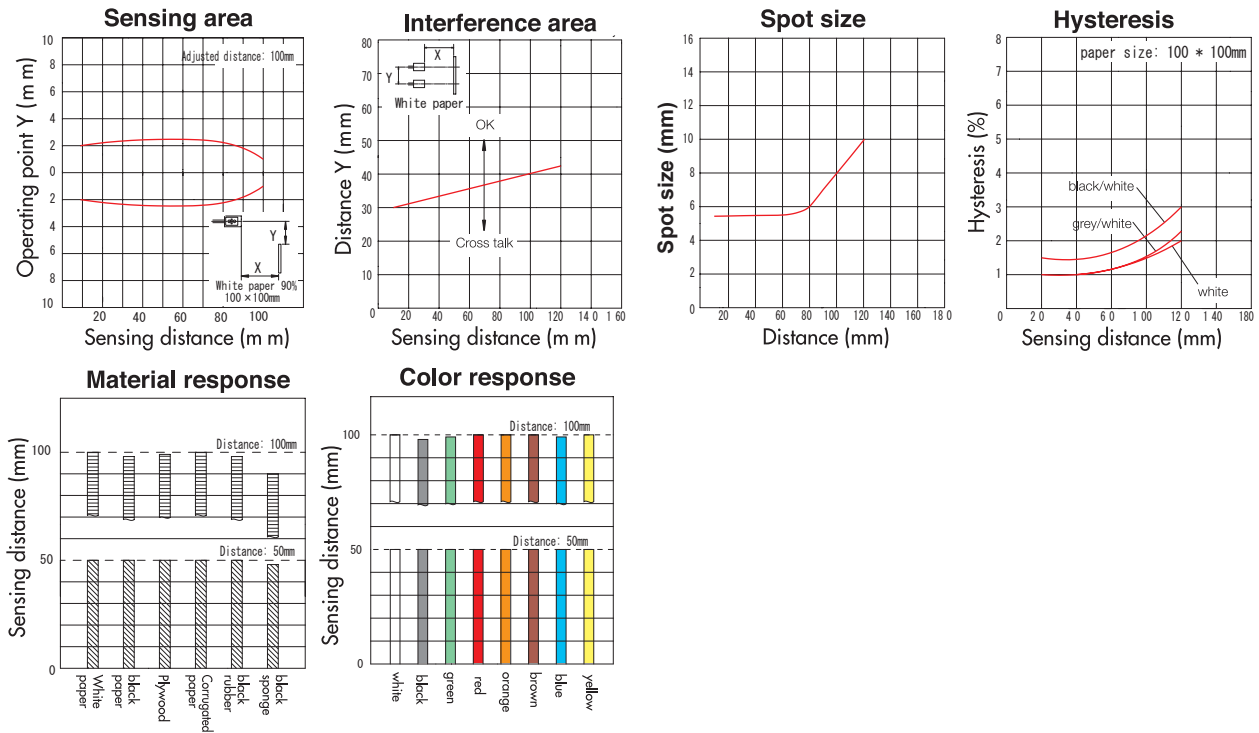 Sensing area
10
8
6
4
2
0
2
4
6
8
10
Operating point Y (m m)
Adjusted distance: 100mm
Y
X
White paper 90%
100×100mm
20 40 60 80 100 120 mm
Sensing distance (m m)
Interference area
80
70
60
50
40
30
20
10
0
Distance Y (mm)
X
Y
White paper
OK
Cross talk
20 40 60 80 100 120 14 0 1 60
Sensing distance (m m)
Spot size
16
14
12
10
8
6
4
2
0
Spot size (mm)
20 40 60 80 100 120 140 160 18 0
Distance (mm)
Hysteresis
8
7
6
5
4
3
2
1
Hysteresis (%)
paper size: 100 * 100mm
black/white
grey/white
white
0 20 4 0 6 0 80 1 00 120 1 40 180
Sensing distance (mm)
Material response
Sensing distance (mm)
100
50
0
Distance: 100mm
Distance: 50mm
White
paper
black
paper
Plywood
Corrugated
paper
black
rubber
black
sponge
Color response
Sensing distance (mm)
100
50
0
Distance: 100mm
Distance: 50mm
white
black
green
red
orange
brown
blue
yellow